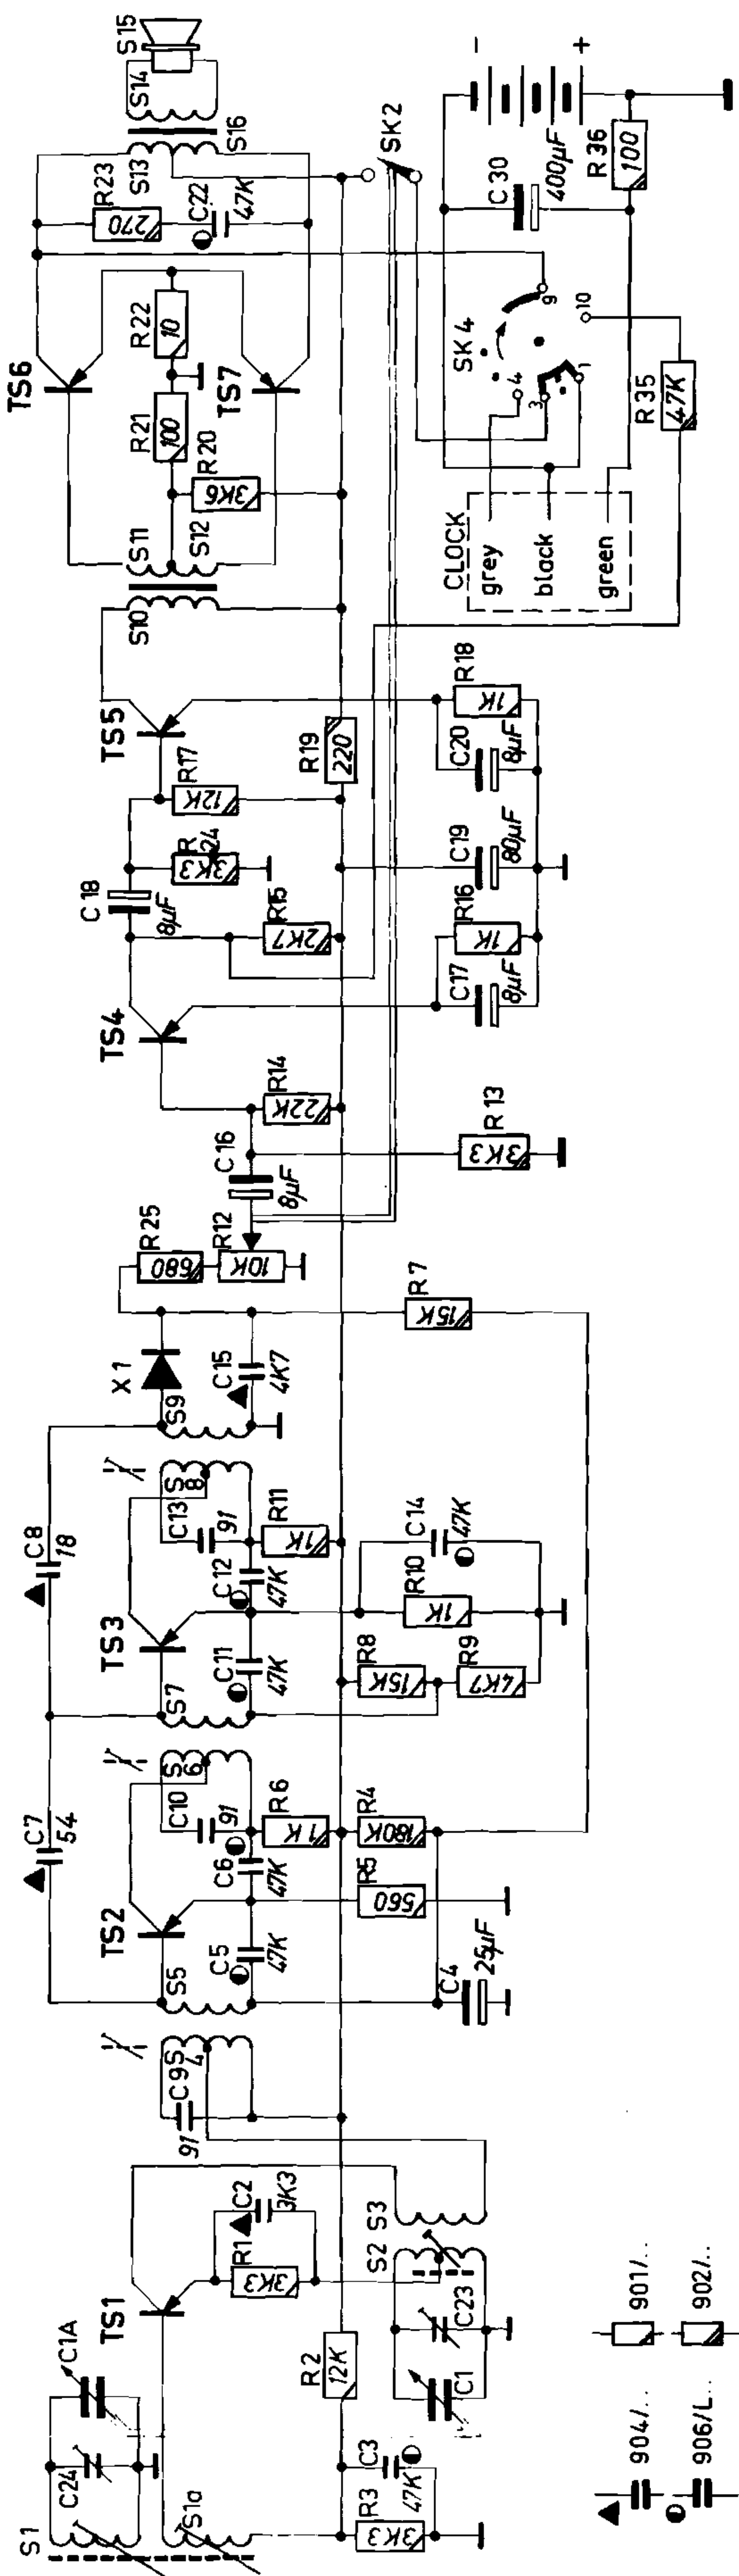 S1
C24
C1A
S1a
TS1
R1
3K3
C2
3K3
C3
47K
R3
3K3
R2
12K
C1
C23
S2
S3
C9
91
S4
S5
TS2
C7
54
C5
47K
C6
47K
C10
91
S6
R6
1K
R4
180K
R5
560
C4
25µF
S7
TS3
C8
18
C11
47K
C12
47K
C13
91
S8
R11
1K
R8
15K
R9
4K7
R10
1K
C14
47K
S9
X1
C15
4K7
R7
15K
R25
680
R12
10K
C16
8µF
R13
3K3
R14
22K
TS4
C18
8µF
R15
2K7
R24
3K3
R17
12K
TS5
C17
8µF
R16
1K
C19
80µF
C20
8µF
R18
1K
R19
220
S10
S11
S12
R20
3K6
R21
100
R22
10
TS6
TS7
R23
270
C22
47K
S13
S14
S15
S16
SK2
CLOCK
grey
black
green
SK4
4
3
1
9
10
R35
47K
C30
400µF
R36
100
-
+
904/..
906/L..
901/..
902/..